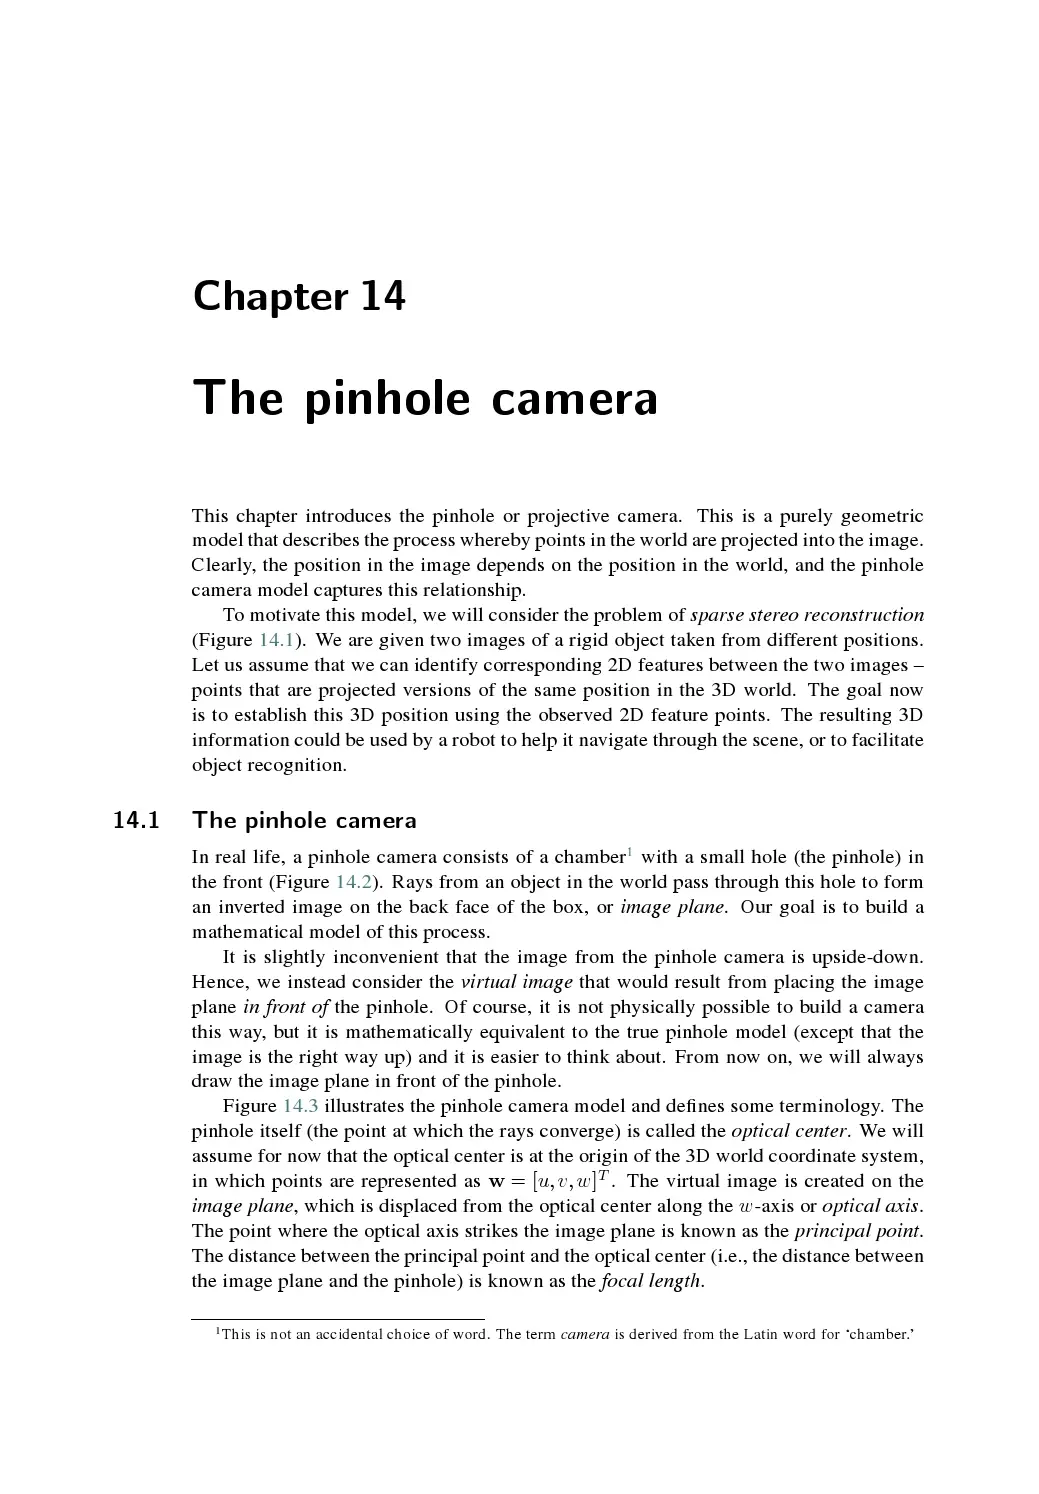 Chapter 14
The pinhole camera
This chapter introduces the pinhole or projective camera. This is a purely geometric
model that describes the process whereby points in the world are projected into the image.
Clearly, the position in the image depends on the position in the world, and the pinhole
camera model captures this relationship.
To motivate this model, we will consider the problem of sparse stereo reconstruction
(Figure 14.1). We are given two images of a rigid object taken from different positions.
Let us assume that we can identify corresponding 2D features between the two images –
points that are projected versions of the same position in the 3D world. The goal now
is to establish this 3D position using the observed 2D feature points. The resulting 3D
information could be used by a robot to help it navigate through the scene, or to facilitate
object recognition.
14.1 The pinhole camera
In real life, a pinhole camera consists of a chamber¹ with a small hole (the pinhole) in
the front (Figure 14.2). Rays from an object in the world pass through this hole to form
an inverted image on the back face of the box, or image plane. Our goal is to build a
mathematical model of this process.
It is slightly inconvenient that the image from the pinhole camera is upside-down.
Hence, we instead consider the virtual image that would result from placing the image
plane in front of the pinhole. Of course, it is not physically possible to build a camera
this way, but it is mathematically equivalent to the true pinhole model (except that the
image is the right way up) and it is easier to think about. From now on, we will always
draw the image plane in front of the pinhole.
Figure 14.3 illustrates the pinhole camera model and defines some terminology. The
pinhole itself (the point at which the rays converge) is called the optical center. We will
assume for now that the optical center is at the origin of the 3D world coordinate system,
in which points are represented as w = [u, v, w]ᵀ. The virtual image is created on the
image plane, which is displaced from the optical center along the w-axis or optical axis.
The point where the optical axis strikes the image plane is known as the principal point.
The distance between the principal point and the optical center (i.e., the distance between
the image plane and the pinhole) is known as the focal length.
¹This is not an accidental choice of word. The term camera is derived from the Latin word for ‘chamber.’